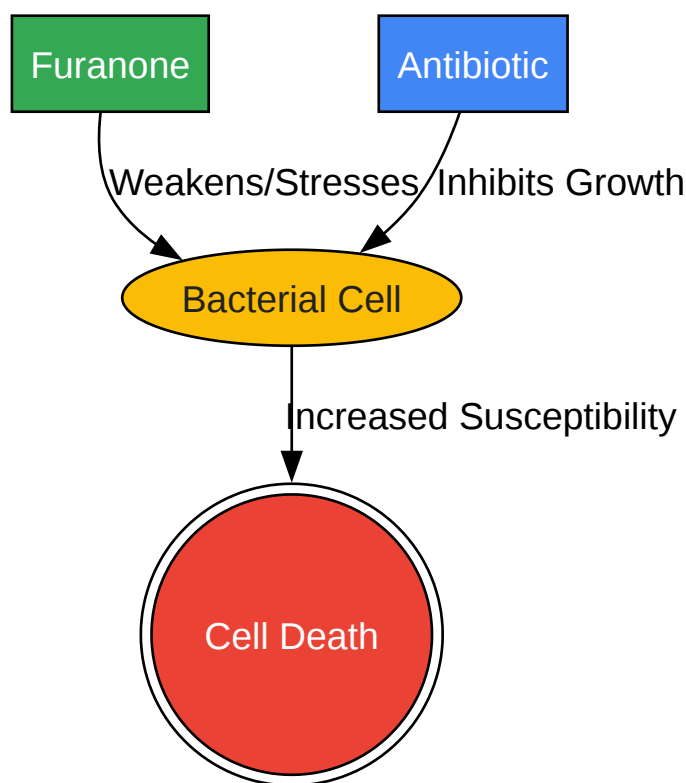 Furanone
Antibiotic
Weakens/Stresses
Inhibits Growth
Bacterial Cell
Increased Susceptibility
Cell Death